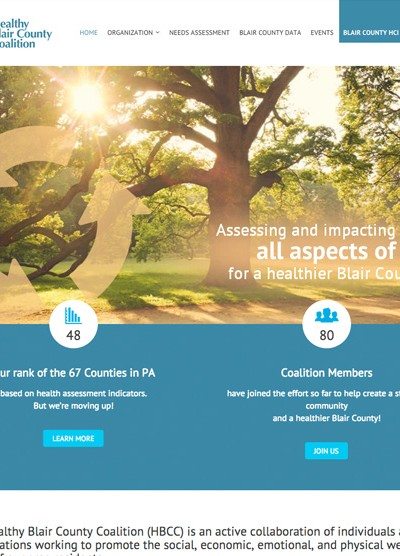 ealthy
lair County
oalition
HOME ORGANIZATION NEEDS ASSESSMENT BLAIR COUNTY DATA EVENTS BLAIR COUNTY HCI
Assessing and impacting
all aspects of
for a healthier Blair Cou
48
80
ur rank of the 67 Counties in PA
Coalition Members
based on health assessment indicators.
But we're moving up!
have joined the effort so far to help create a s
community
and a healthier Blair County!
LEARN MORE
JOIN US
althy Blair County Coalition (HBCC) is an active collaboration of individuals a
ations working to promote the social, economic, emotional, and physical we